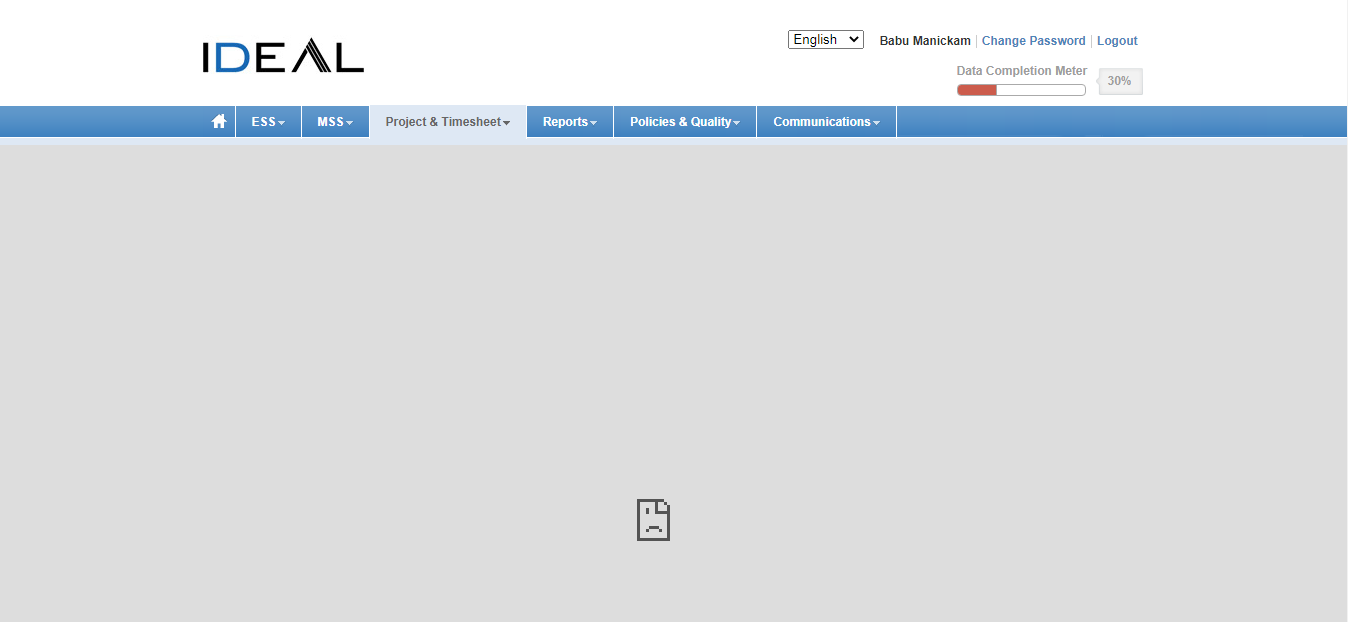 IDEAL
English
Babu Manickam | Change Password | Logout
Data Completion Meter
30%
ESS
MSS
Project & Timesheet
Reports
Policies & Quality
Communications